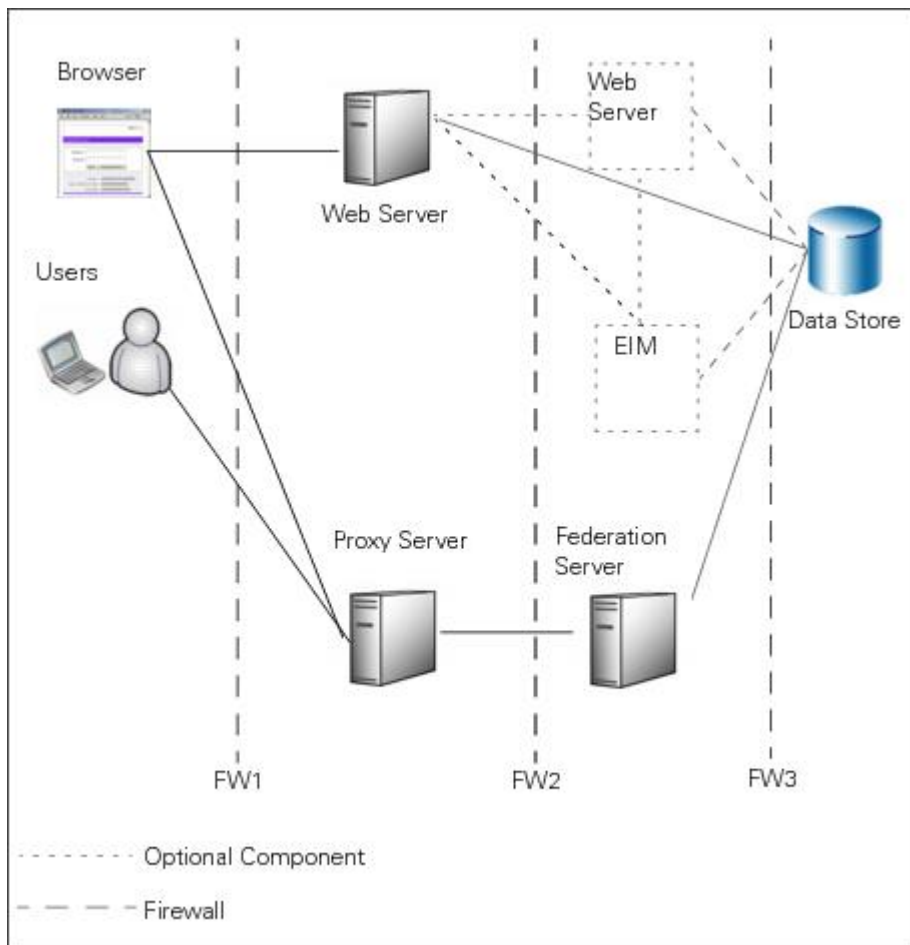 Browser
Web
Server
Web Server
Users
Data Store
EIM
Proxy Server
Federation
Server
FW1
FW2
FW3
Optional Component
Firewall